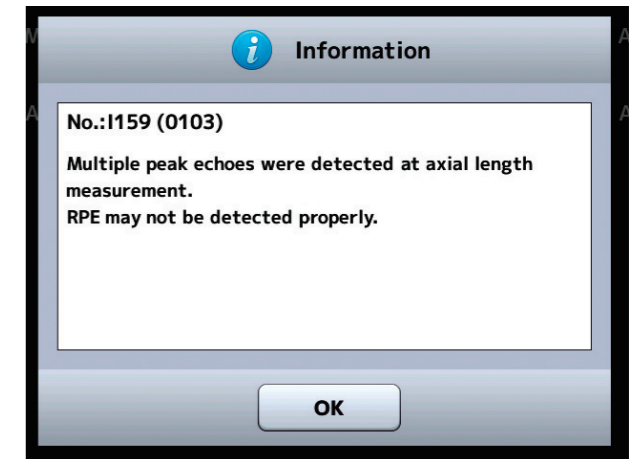 Information
No.:I159 (0103)
Multiple peak echoes were detected at axial length
measurement.
RPE may not be detected properly.
OK